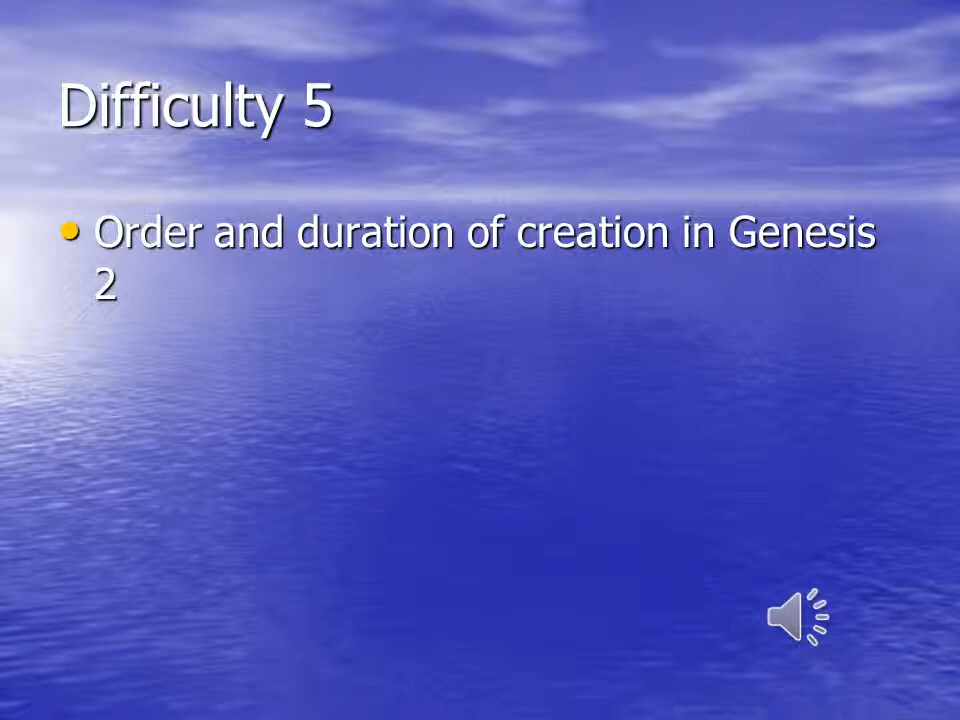 Difficulty 5
• Order and duration of creation in Genesis
2